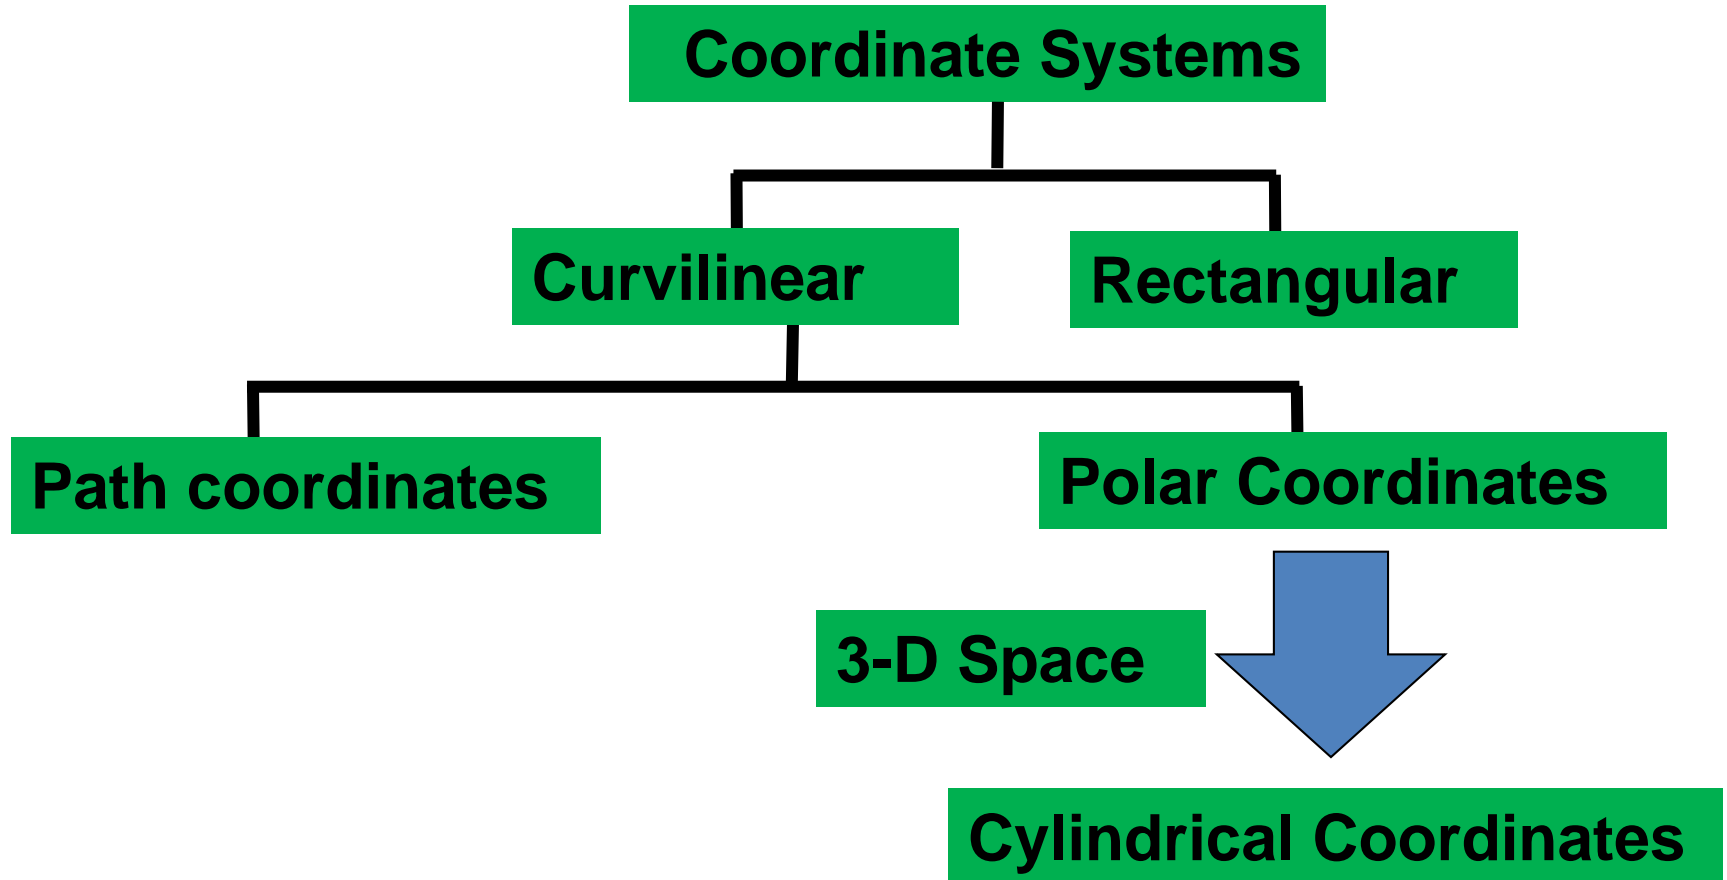 Coordinate Systems
Curvilinear
Rectangular
Path coordinates
Polar Coordinates
3-D Space
Cylindrical Coordinates